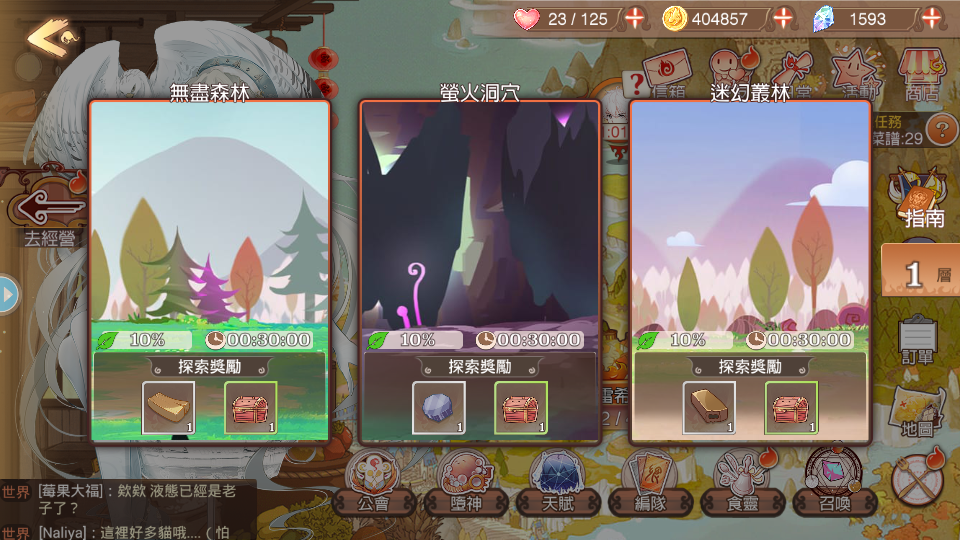 23 / 125
404857
1593
無盡森林
螢火洞穴
迷幻叢林
?
信箱
堂
活動
商店
:01
任務
菜譜:29
?
去經營
指南
1 層
10%
00:30:00
10%
00:30:00
10%
00:30:00
訂單
探索獎勵
探索獎勵
探索獎勵
1
1
1
1
1
1
地圖
公會
墮神
天賦
編隊
食靈
召喚
世界 [莓果大福]：欸欸 液態已經是老
子了？
世界 [Naliya]：這裡好多貓哦....（怕